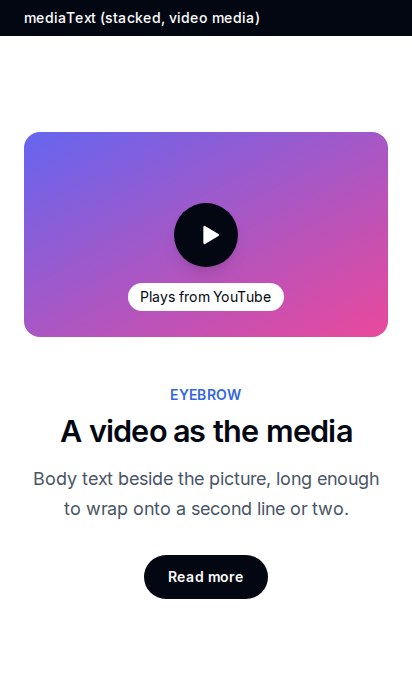 mediaText (stacked, video media)
Plays from YouTube
EYEBROW
A video as the media
Body text beside the picture, long enough
to wrap onto a second line or two.
Read more